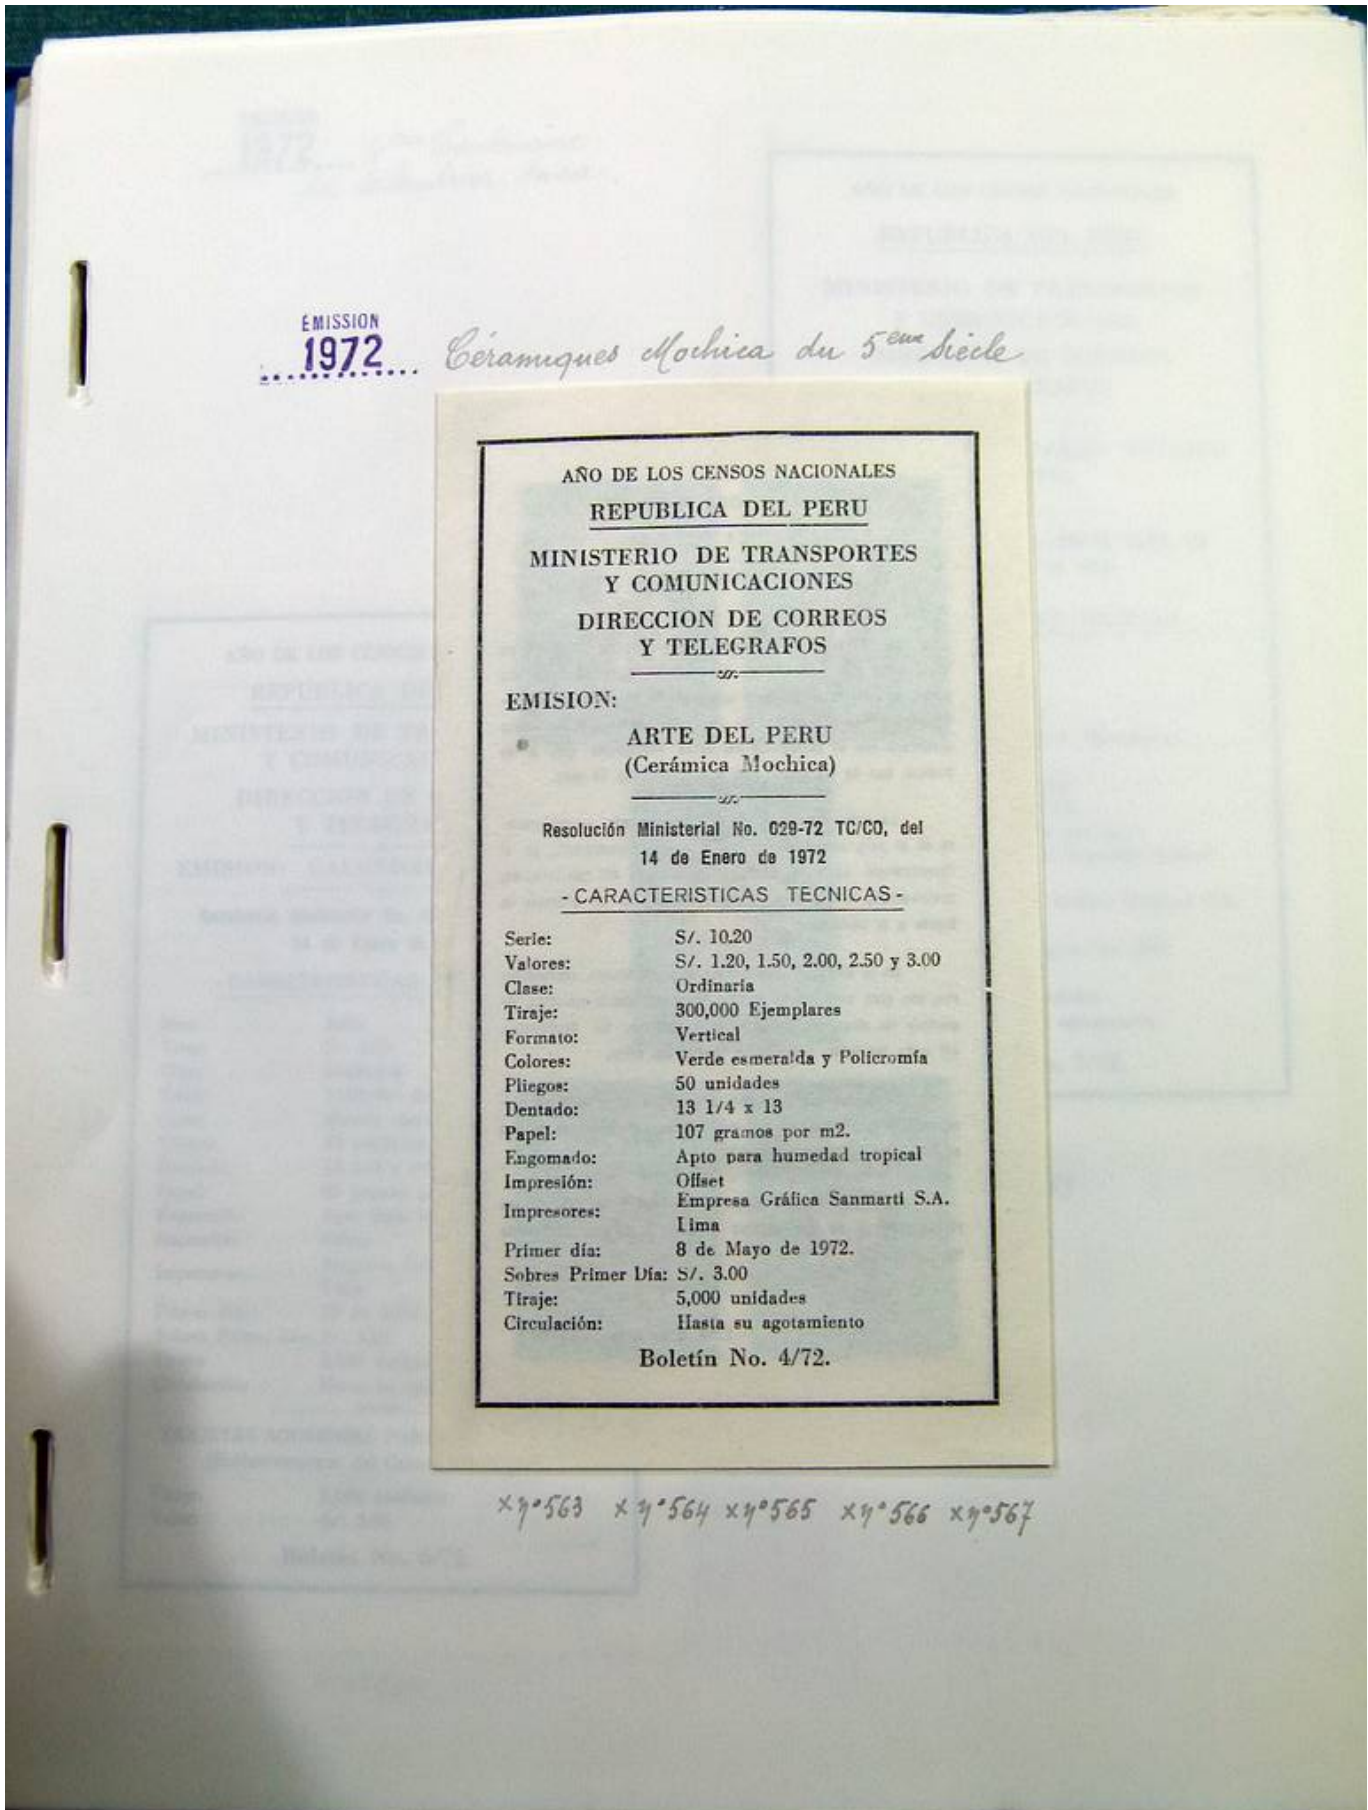 ÉMISSION
1972 Céramiques Mochica du 5eme Siècle
AÑO DE LOS CENSOS NACIONALES
REPUBLICA DEL PERU
MINISTERIO DE TRANSPORTES
Y COMUNICACIONES
DIRECCION DE CORREOS
Y TELEGRAFOS
EMISION:
ARTE DEL PERU
(Cerámica Mochica)
Resolución Ministerial No. 029-72 TC/CO, del
14 de Enero de 1972
- CARACTERISTICAS TECNICAS -
Serie: S/. 10.20
Valores: S/. 1.20, 1.50, 2.00, 2.50 y 3.00
Clase: Ordinaria
Tiraje: 300,000 Ejemplares
Formato: Vertical
Colores: Verde esmeralda y Policromía
Pliegos: 50 unidades
Dentado: 13 1/4 x 13
Papel: 107 gramos por m2.
Engomado: Apto para humedad tropical
Impresión: Offset
Impresores: Empresa Gráfica Sanmarti S.A.
Lima
Primer día: 8 de Mayo de 1972.
Sobres Primer Día: S/. 3.00
Tiraje: 5,000 unidades
Circulación: Hasta su agotamiento
Boletín No. 4/72.
x n°563 x n°564 x n°565 x n°566 x n°567